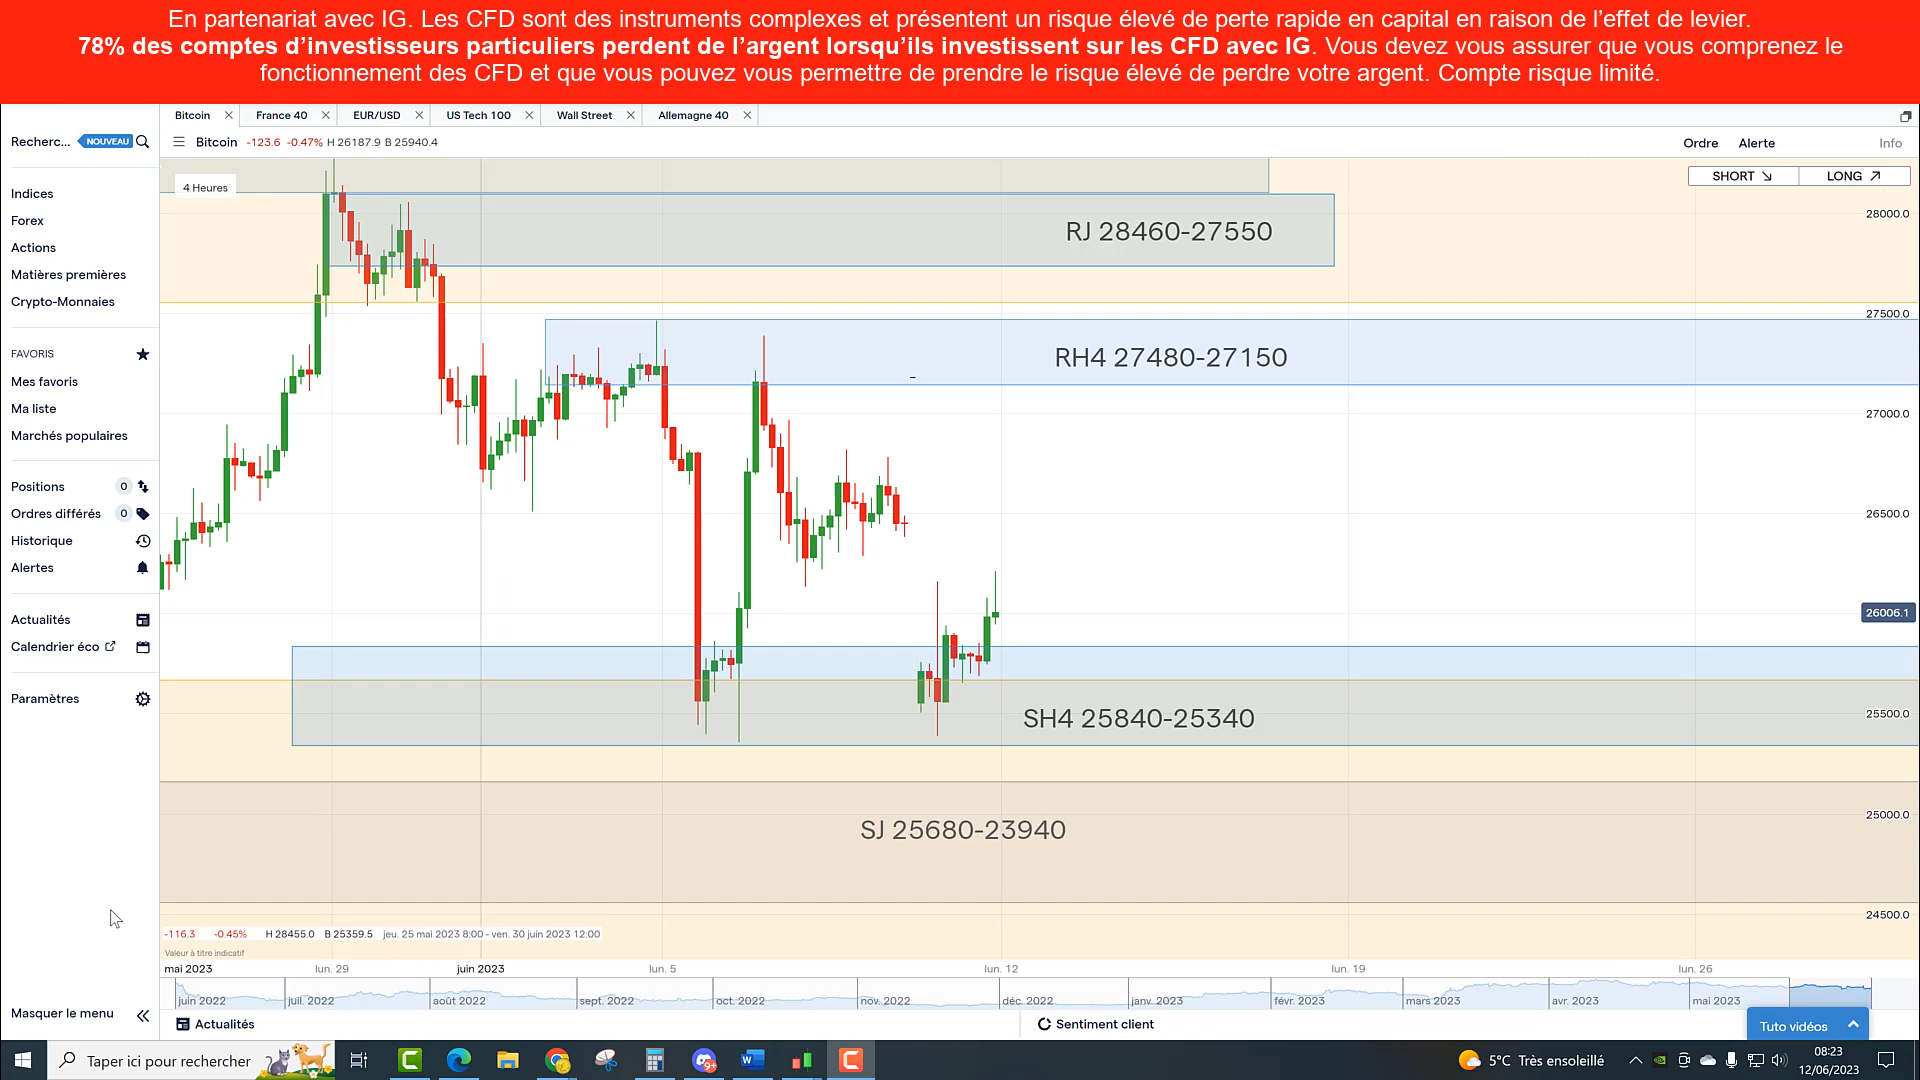 En partenariat avec IG. Les CFD sont des instruments complexes et présentent un risque élevé de perte rapide en capital en raison de l'effet de levier.
78% des comptes d'investisseurs particuliers perdent de l'argent lorsqu'ils investissent sur les CFD avec IG. Vous devez vous assurer que vous comprenez le
fonctionnement des CFD et que vous pouvez vous permettre de prendre le risque élevé de perdre votre argent. Compte risque limité.
Bitcoin France 40 EUR/USD US Tech 100 Wall Street Allemagne 40
Recherc... NOUVEAU
Bitcoin -123.6 -0.47% H 26187.9 B 25940.4
Ordre Alerte Info
4 Heures
SHORT LONG
Indices
Forex
Actions
Matières premières
Crypto-Monnaies
FAVORIS
Mes favoris
Ma liste
Marchés populaires
Positions 0
Ordres différés 0
Historique
Alertes
Actualités
Calendrier éco
Paramètres
Masquer le menu
RJ 28460-27550
RH4 27480-27150
SH4 25840-25340
SJ 25680-23940
28000.0
27500.0
27000.0
26500.0
26006.1
25500.0
25000.0
24500.0
-116.3 -0.45% H 28455.0 B 25359.5 jeu. 25 mai 2023 8:00 - ven. 30 juin 2023 12:00
Valeur à titre indicatif
mai 2023 lun. 29 juin 2023 lun. 5 lun. 12 lun. 19 lun. 26
juin 2022 juil. 2022 août 2022 sept. 2022 oct. 2022 nov. 2022 déc. 2022 janv. 2023 févr. 2023 mars 2023 avr. 2023 mai 2023
Actualités Sentiment client
Tuto vidéos
Taper ici pour rechercher
9+
5°C Très ensoleillé
08:23
12/06/2023